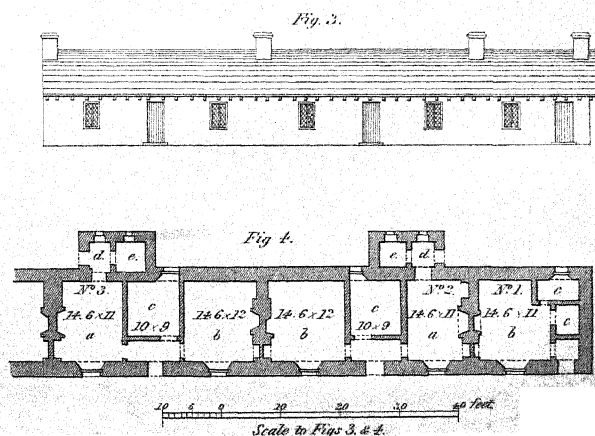 Fig. 3.
Fig 4.
d. e. e. d.
Nº 3. Nº 2. Nº 1. c
c c c
14.6 x 11 14.6 x 12 14.6 x 12 14.6 x 11 14.6 x 11
10 x 9 10 x 9
a b b a b
10 5 0 10 20 30 40 feet.
Scale to Figs 3. & 4.